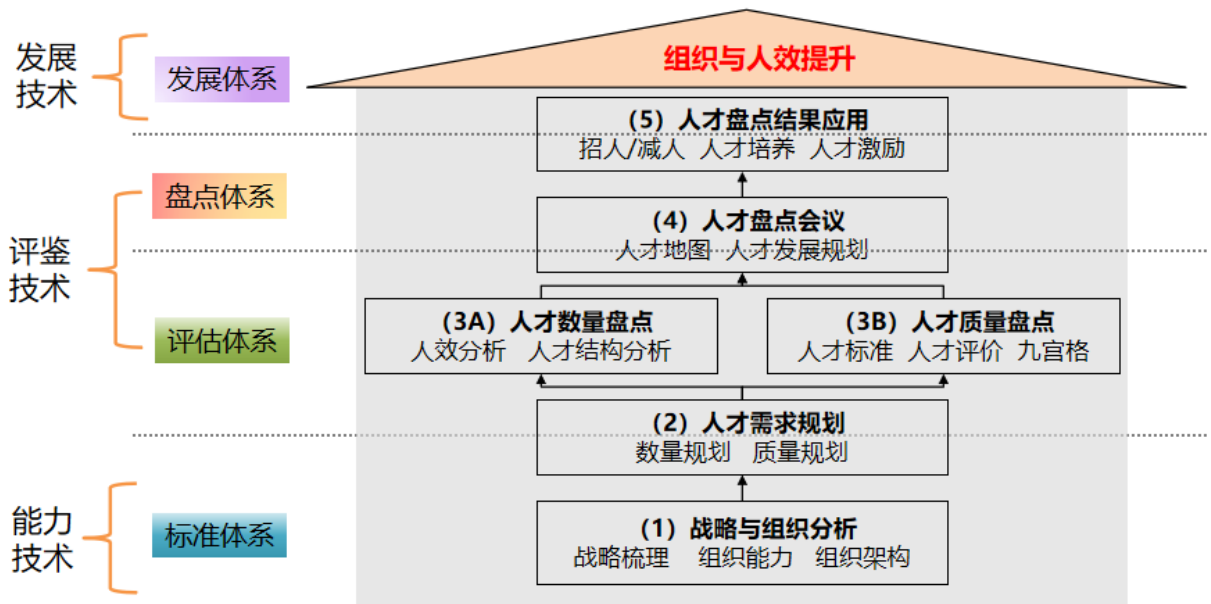 发展
技术
发展体系
组织与人效提升
（5）人才盘点结果应用
招人/减人 人才培养 人才激励
盘点体系
（4）人才盘点会议
人才地图 人才发展规划
评鉴
技术
评估体系
（3A）人才数量盘点
人效分析 人才结构分析
（3B）人才质量盘点
人才标准 人才评价 九宫格
（2）人才需求规划
数量规划 质量规划
能力
技术
标准体系
（1）战略与组织分析
战略梳理 组织能力 组织架构